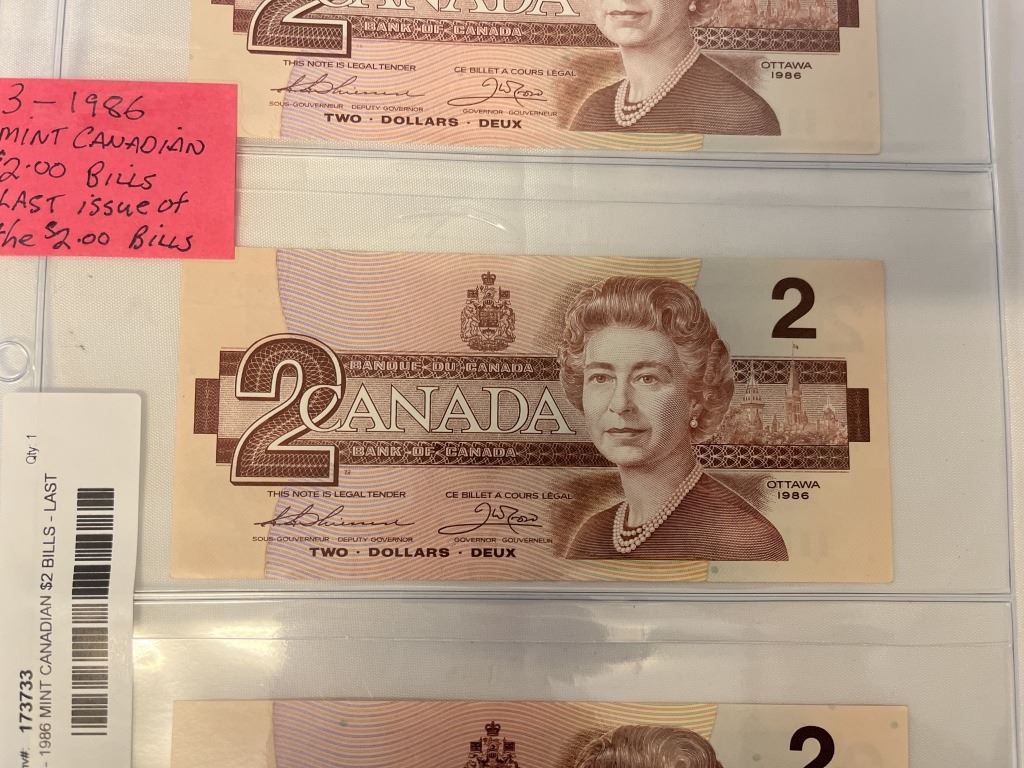 2 CANADA
BANK·OF·CANADA
THIS NOTE IS LEGAL TENDER
CE BILLET A COURS LÉGAL
OTTAWA
1986
SOUS-GOUVERNEUR DEPUTY GOVERNOR
GOVERNOR GOUVERNEUR
TWO · DOLLARS · DEUX
3 - 1986
MINT CANADIAN
$2.00 Bills
LAST issue of
the $2.00 Bills
2
BANQUE·DU·CANADA
2 CANADA
BANK·OF·CANADA
THIS NOTE IS LEGAL TENDER
CE BILLET A COURS LÉGAL
OTTAWA
1986
SOUS-GOUVERNEUR DEPUTY GOVERNOR
GOVERNOR GOUVERNEUR
TWO · DOLLARS · DEUX
Qty: 1
- 1986 MINT CANADIAN $2 BILLS - LAST
173733
2